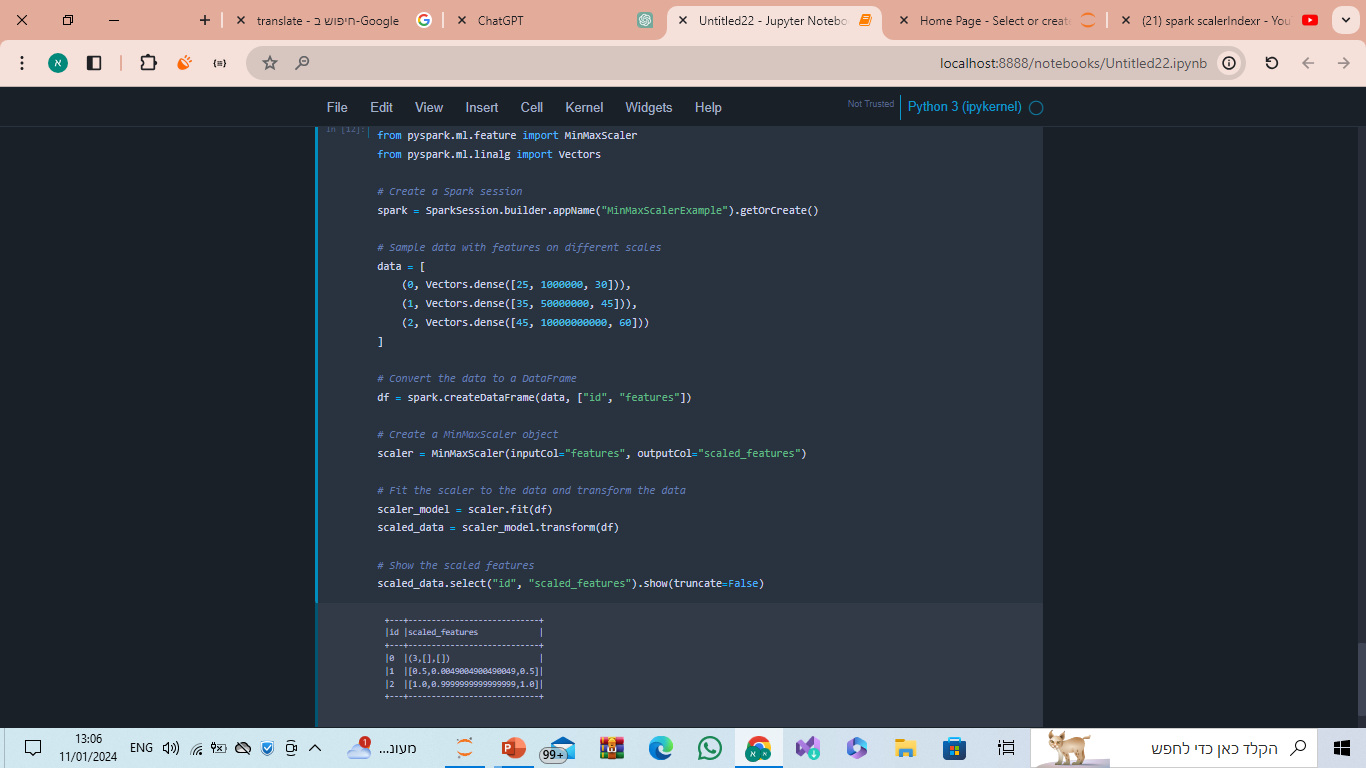 translate - חיפוש ב-Google
ChatGPT
Untitled22 - Jupyter Notebo
Home Page - Select or create
(21) spark scalerIndexr - You
א
localhost:8888/notebooks/Untitled22.ipynb
File Edit View Insert Cell Kernel Widgets Help
Not Trusted
Python 3 (ipykernel)
In [12]:
from pyspark.ml.feature import MinMaxScaler
from pyspark.ml.linalg import Vectors
# Create a Spark session
spark = SparkSession.builder.appName("MinMaxScalerExample").getOrCreate()
# Sample data with features on different scales
data = [
(0, Vectors.dense([25, 1000000, 30])),
(1, Vectors.dense([35, 50000000, 45])),
(2, Vectors.dense([45, 10000000000, 60]))
]
# Convert the data to a DataFrame
df = spark.createDataFrame(data, ["id", "features"])
# Create a MinMaxScaler object
scaler = MinMaxScaler(inputCol="features", outputCol="scaled_features")
# Fit the scaler to the data and transform the data
scaler_model = scaler.fit(df)
scaled_data = scaler_model.transform(df)
# Show the scaled features
scaled_data.select("id", "scaled_features").show(truncate=False)
+---+----------------------------+
|id |scaled_features             |
+---+----------------------------+
|0  |(3,[],[])                   |
|1  |[0.5,0.0049004900490049,0.5]|
|2  |[1.0,0.9999999999999999,1.0]|
+---+----------------------------+
13:06
11/01/2024
ENG
1
מעונ...
99+
הקלד כאן כדי לחפש